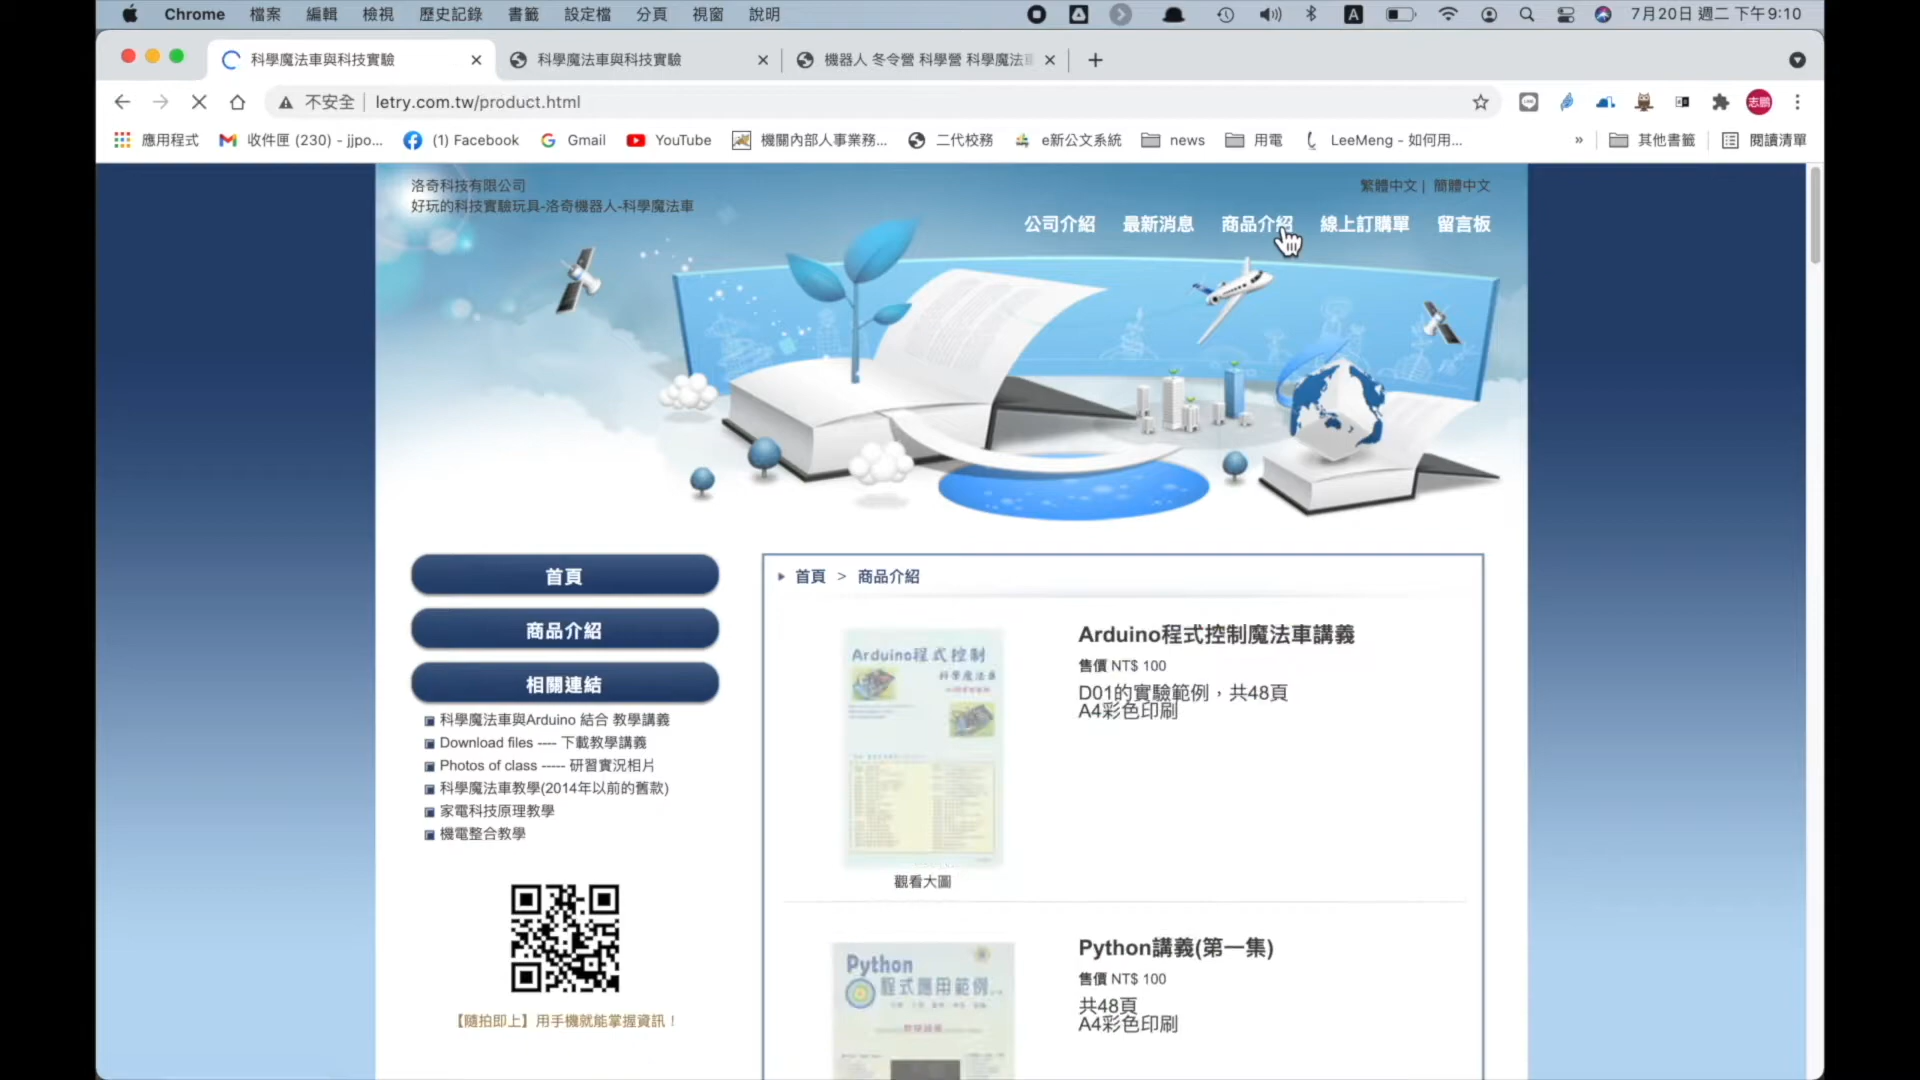 Chrome 檔案 編輯 檢視 歷史記錄 書籤 設定檔 分頁 視窗 說明 A 7月20日 週二 下午9:10
科學魔法車與科技實驗 科學魔法車與科技實驗 機器人 冬令營 科學營 科學魔法
不安全 letry.com.tw/product.html 志鵬
應用程式 收件匣 (230) - jjpo... (1) Facebook Gmail YouTube 機關內部人事業務... 二代校務 e新公文系統 news 用電 LeeMeng - 如何用... » 其他書籤 閱讀清單
洛奇科技有限公司
好玩的科技實驗玩具-洛奇機器人-科學魔法車
繁體中文 | 簡體中文
公司介紹 最新消息 商品介紹 線上訂購單 留言板
首頁
商品介紹
相關連結
科學魔法車與Arduino 結合 教學講義
Download files ---- 下載教學講義
Photos of class ----- 研習實況相片
科學魔法車教學(2014年以前的舊款)
家電科技原理教學
機電整合教學
【隨拍即上】用手機就能掌握資訊！
首頁 > 商品介紹
Arduino程式控制
科學魔法車
觀看大圖
Arduino程式控制魔法車講義
售價 NT$ 100
D01的實驗範例，共48頁
A4彩色印刷
Python
程式應用範例
Python講義(第一集)
售價 NT$ 100
共48頁
A4彩色印刷